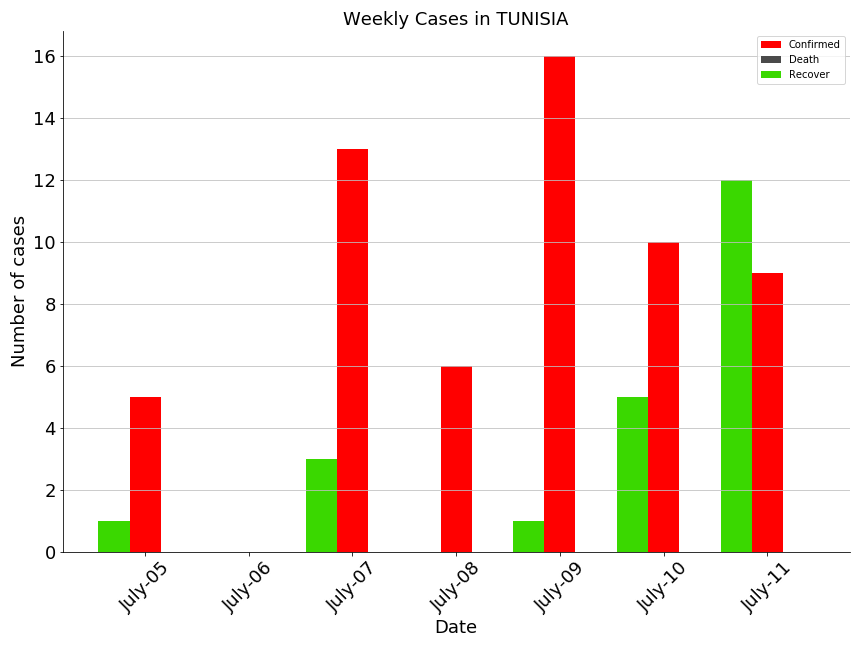 Weekly Cases in TUNISIA
Confirmed
Death
Recover
Number of cases
16
14
12
10
8
6
4
2
0
July-05
July-06
July-07
July-08
July-09
July-10
July-11
Date